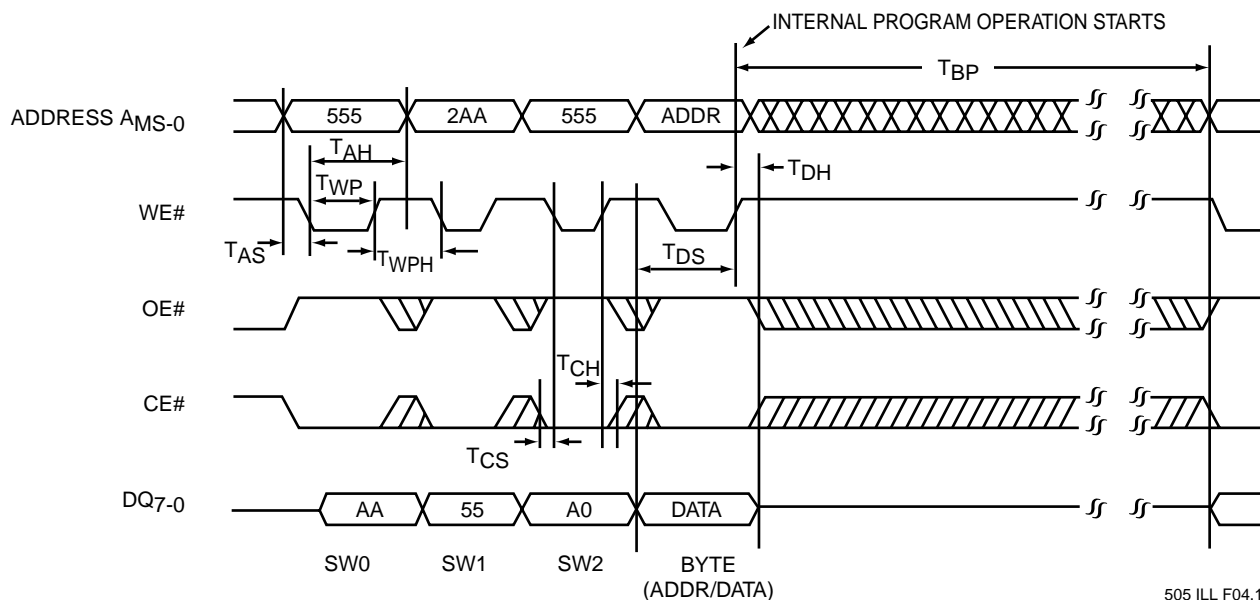 INTERNAL PROGRAM OPERATION STARTS
TBP
ADDRESS AMS-0
555
2AA
555
ADDR
TAH
TDH
TWP
WE#
TAS
TWPH
TDS
OE#
TCH
CE#
TCS
DQ7-0
AA
55
A0
DATA
SW0
SW1
SW2
BYTE
(ADDR/DATA)
505 ILL F04.1